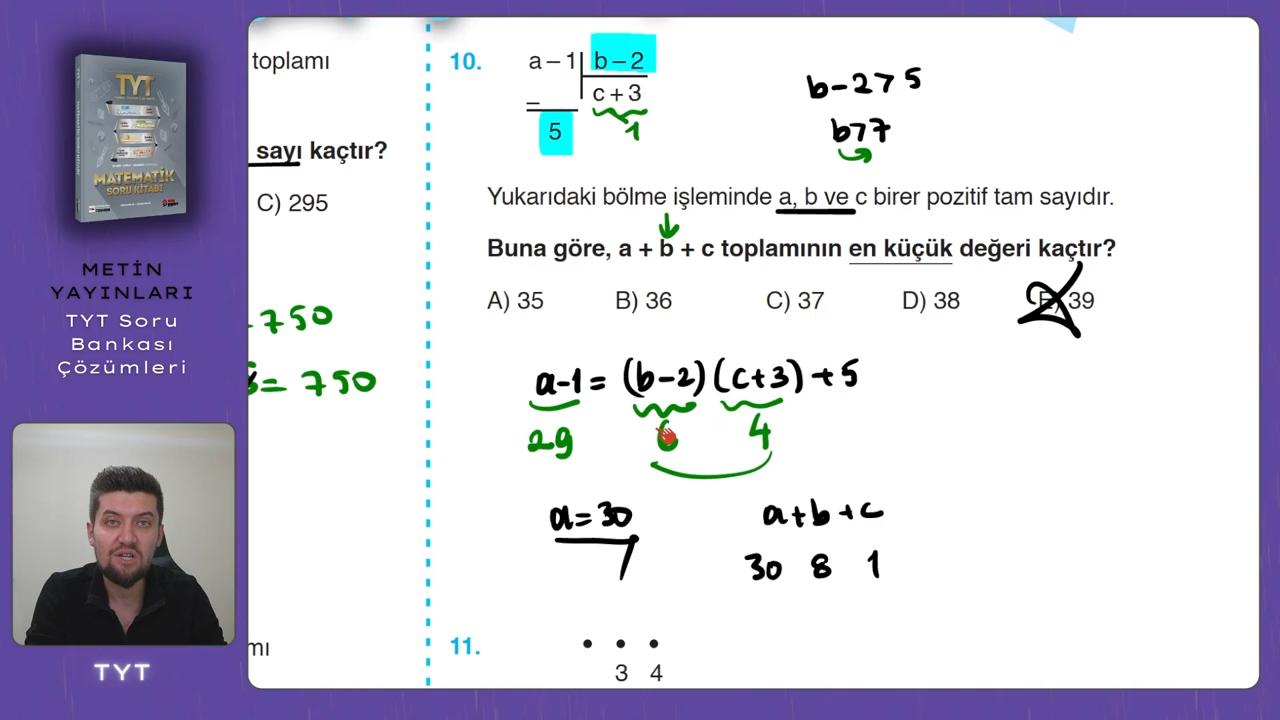 TYT
MATEMATİK
SORU KİTABI
METİN
YAYINLARI
TYT Soru
Bankası
Çözümleri
TYT
toplamı
sayı kaçtır?
C) 295
750
= 750
mı
10.
a – 1 b – 2
c + 3
–
5
1
b-2>5
b>7
Yukarıdaki bölme işleminde a, b ve c birer pozitif tam sayıdır.
Buna göre, a + b + c toplamının en küçük değeri kaçtır?
A) 35 B) 36 C) 37 D) 38 E) 39
a-1 = (b-2) (c+3) + 5
29 6 4
a=30 a+b+c
30 8 1
11.
• • •
3 4